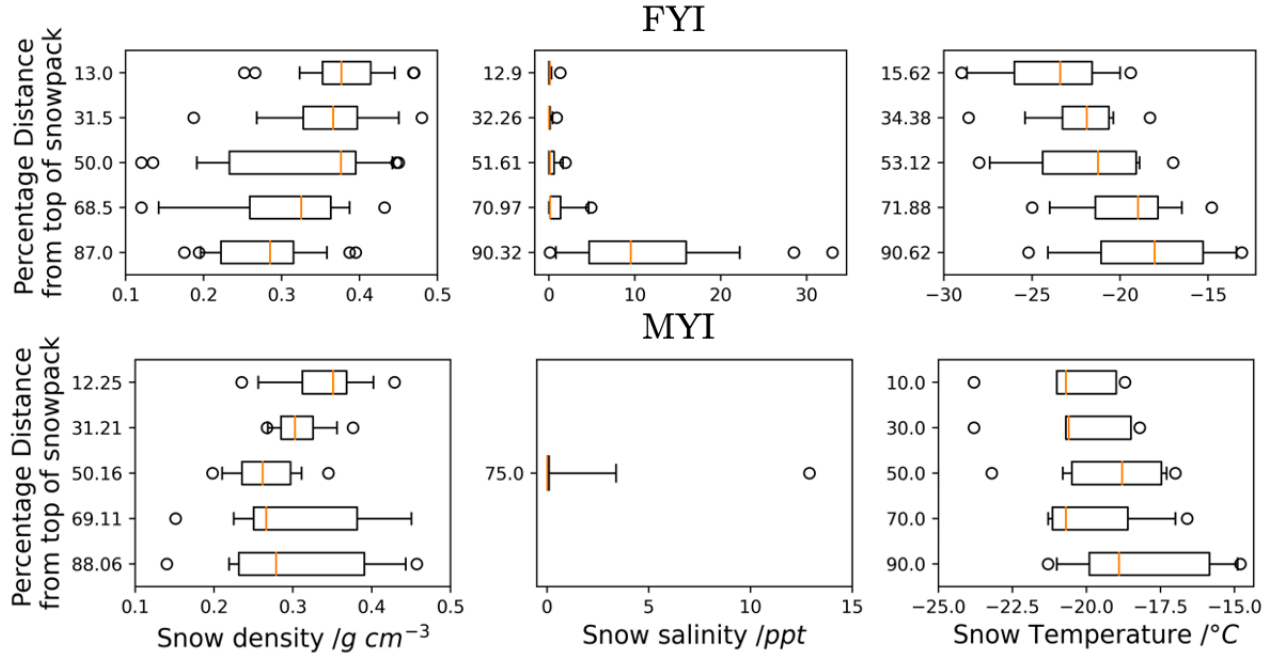 FYI
Percentage Distance
from top of snowpack
13.0
31.5
50.0
68.5
87.0
0.1 0.2 0.3 0.4 0.5
12.9
32.26
51.61
70.97
90.32
0 10 20 30
15.62
34.38
53.12
71.88
90.62
−30 −25 −20 −15
MYI
Percentage Distance
from top of snowpack
12.25
31.21
50.16
69.11
88.06
0.1 0.2 0.3 0.4 0.5
Snow density /g cm⁻³
75.0
0 5 10 15
Snow salinity /ppt
10.0
30.0
50.0
70.0
90.0
−25.0 −22.5 −20.0 −17.5 −15.0
Snow Temperature /°C